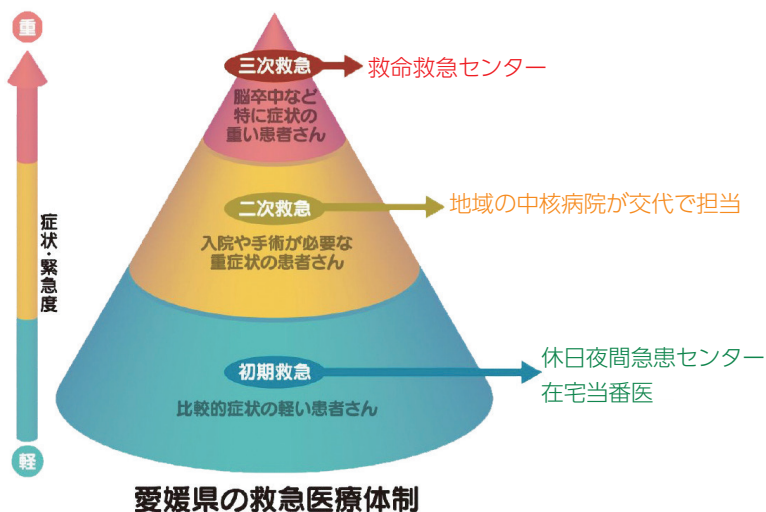 重
三次救急
救命救急センター
脳卒中など
特に症状の
重い患者さん
二次救急
地域の中核病院が交代で担当
入院や手術が必要な
重症状の患者さん
症状・緊急度
初期救急
休日夜間急患センター
在宅当番医
比較的症状の軽い患者さん
軽
愛媛県の救急医療体制